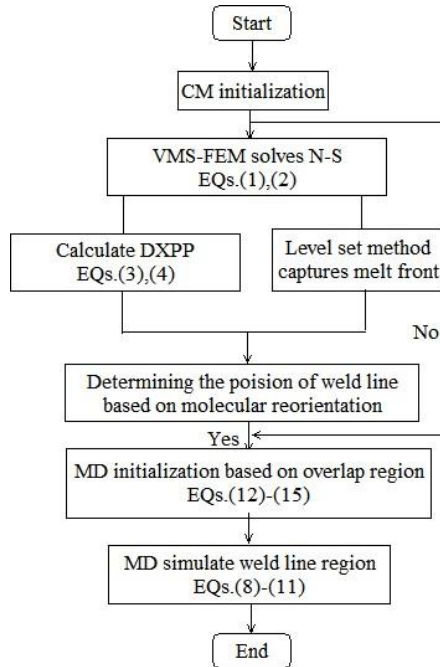 Start
CM initialization
VMS-FEM solves N-S
EQs.(1),(2)
Calculate DXPP
EQs.(3),(4)
Level set method
captures melt front
No
Determining the poision of weld line
based on molecular reorientation
Yes
MD initialization based on overlap region
EQs.(12)-(15)
MD simulate weld line region
EQs.(8)-(11)
End